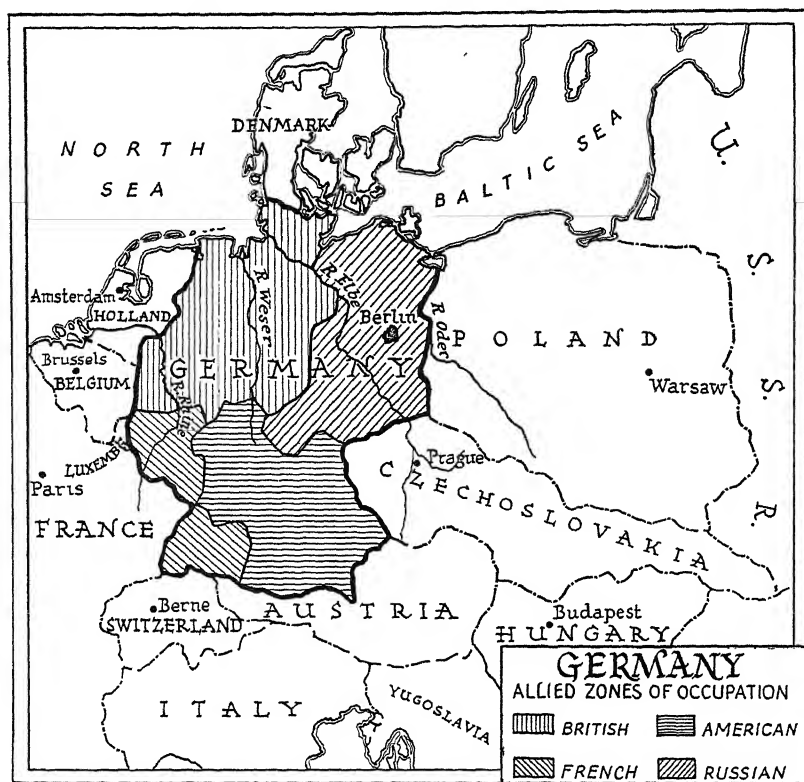 DENMARK
NORTH
SEA
BALTIC SEA
U. S. S. R.
Amsterdam
HOLLAND
R. Weser
R. Elbe
Berlin
R. Oder
POLAND
Warsaw
Brussels
BELGIUM
GERMANY
R. Rhine
LUXEMBG
Paris
FRANCE
Prague
CZECHOSLOVAKIA
Berne
SWITZERLAND
AUSTRIA
Budapest
HUNGARY
ITALY
YUGOSLAVIA
GERMANY
ALLIED ZONES OF OCCUPATION
BRITISH
AMERICAN
FRENCH
RUSSIAN